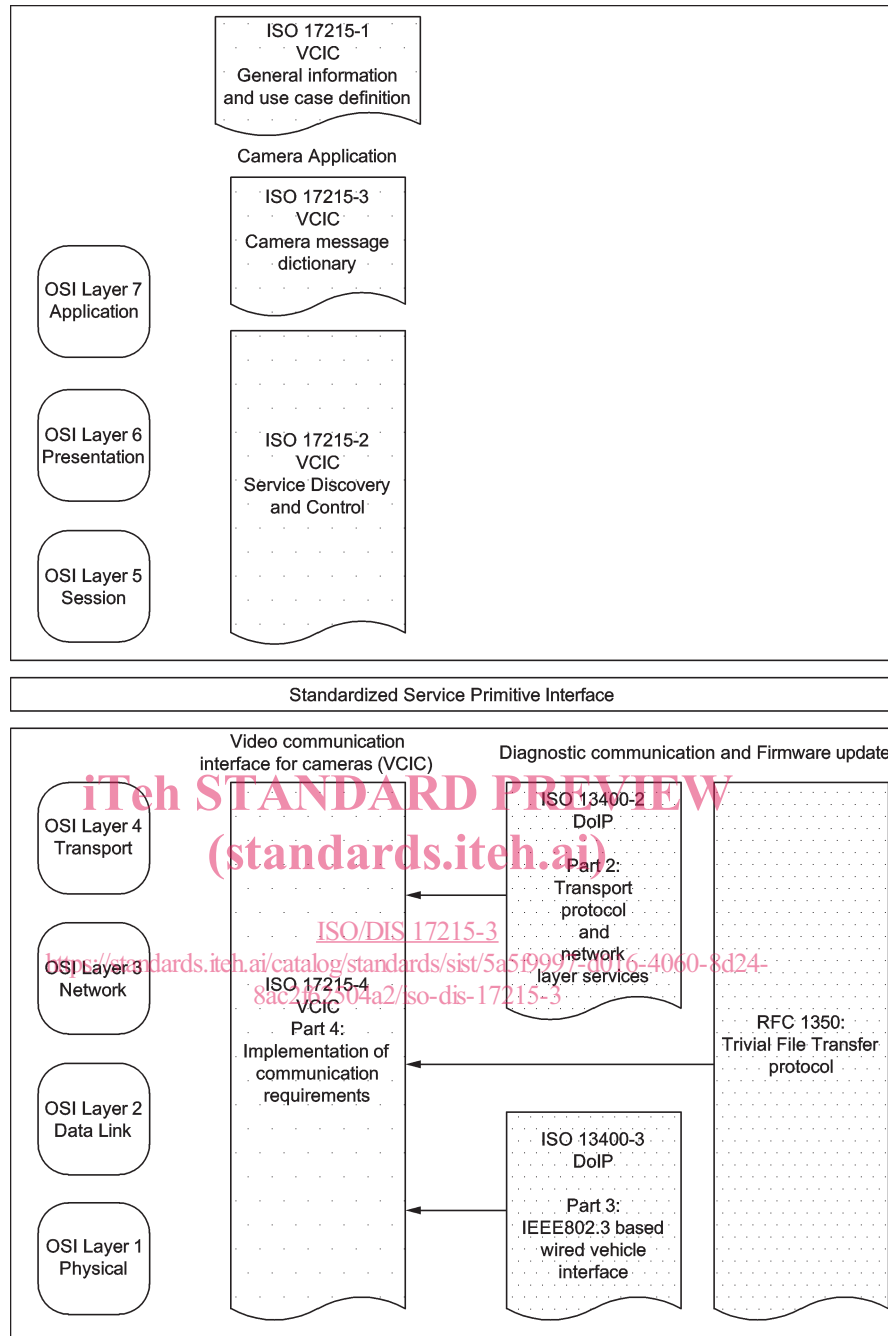 ISO 17215-1
VCIC
General information
and use case definition
Camera Application
ISO 17215-3
VCIC
Camera message
dictionary
OSI Layer 7
Application
OSI Layer 6
Presentation
ISO 17215-2
VCIC
Service Discovery
and Control
OSI Layer 5
Session
Standardized Service Primitive Interface
Video communication
interface for cameras (VCIC)
Diagnostic communication and Firmware update
iTeh STANDARD PREVIEW
(standards.iteh.ai)
ISO/DIS 17215-3
https://standards.iteh.ai/catalog/standards/sist/5a5f9997-d016-4060-8d24-
8ac2f62504a2/iso-dis-17215-3
OSI Layer 4
Transport
ISO 13400-2
DoIP
Part 2:
Transport
protocol
and
network
layer services
OSI Layer 3
Network
ISO 17215-4
VCIC
Part 4:
Implementation of
communication
requirements
RFC 1350:
Trivial File Transfer
protocol
OSI Layer 2
Data Link
ISO 13400-3
DoIP
Part 3:
IEEE802.3 based
wired vehicle
interface
OSI Layer 1
Physical